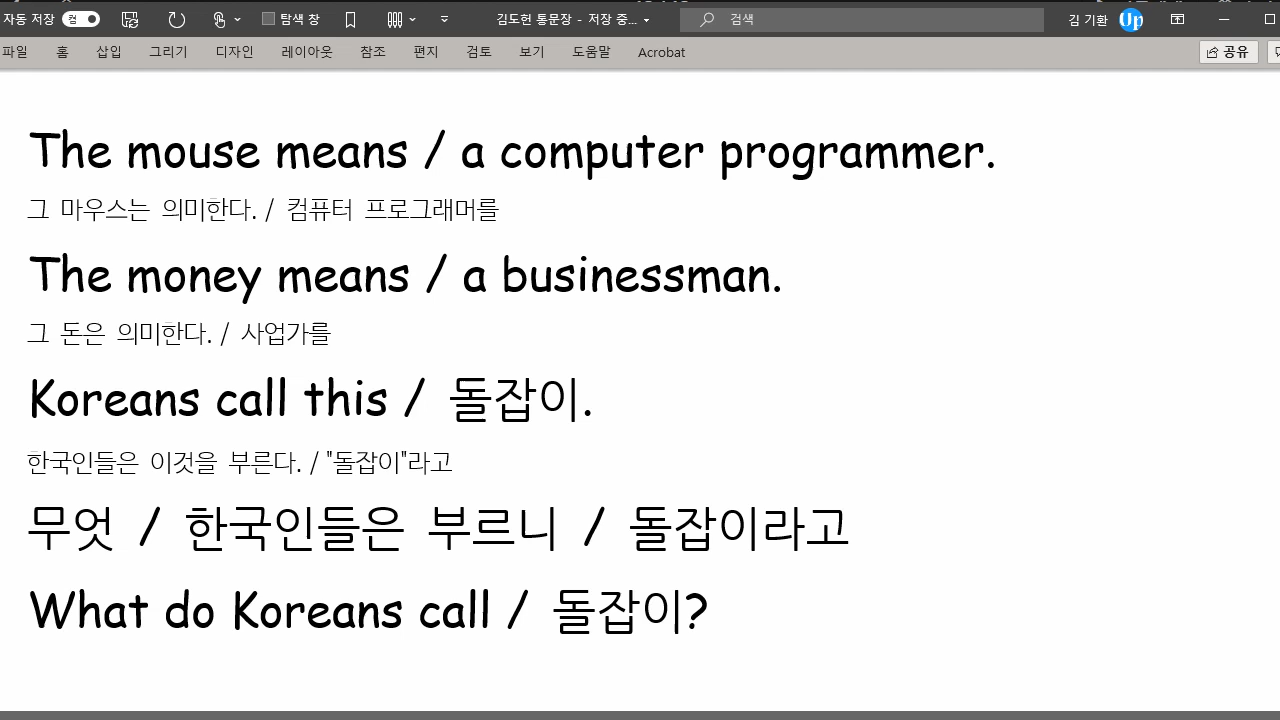 자동 저장 컴 탐색 창 김도헌 통문장 - 저장 중... 검색 김 기환 Up
파일 홈 삽입 그리기 디자인 레이아웃 참조 편지 검토 보기 도움말 Acrobat 공유
The mouse means / a computer programmer.
그 마우스는 의미한다. / 컴퓨터 프로그래머를
The money means / a businessman.
그 돈은 의미한다. / 사업가를
Koreans call this / 돌잡이.
한국인들은 이것을 부른다. / "돌잡이"라고
무엇 / 한국인들은 부르니 / 돌잡이라고
What do Koreans call / 돌잡이?